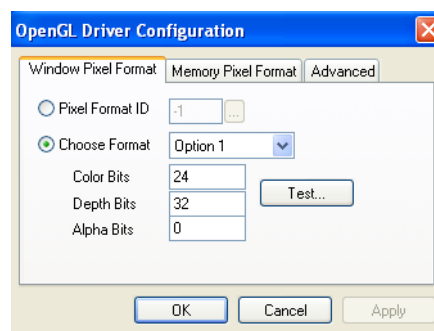 OpenGL Driver Configuration
Window Pixel Format Memory Pixel Format Advanced
Pixel Format ID -1 ...
Choose Format Option 1
Color Bits 24
Depth Bits 32 Test...
Alpha Bits 0
OK Cancel Apply